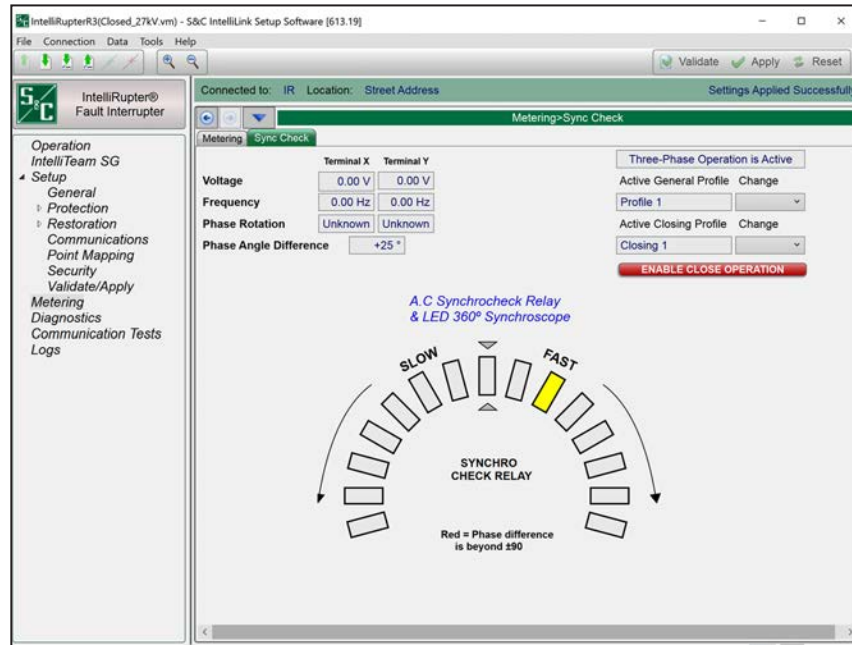 IntelliRupterR3(Closed_27kV.vm) - S&C IntelliLink Setup Software [613.19]
File Connection Data Tools Help
Validate Apply Reset
S&C
IntelliRupter®
Fault Interrupter
Connected to: IR Location: Street Address Settings Applied Successfully
Metering>Sync Check
Metering Sync Check
Operation
IntelliTeam SG
Setup
General
Protection
Restoration
Communications
Point Mapping
Security
Validate/Apply
Metering
Diagnostics
Communication Tests
Logs
Terminal X Terminal Y
Voltage 0.00 V 0.00 V
Frequency 0.00 Hz 0.00 Hz
Phase Rotation Unknown Unknown
Phase Angle Difference +25 °
Three-Phase Operation is Active
Active General Profile Change
Profile 1
Active Closing Profile Change
Closing 1
ENABLE CLOSE OPERATION
A.C Synchrocheck Relay
& LED 360º Synchroscope
SLOW FAST
SYNCHRO
CHECK RELAY
Red = Phase difference
is beyond ±90